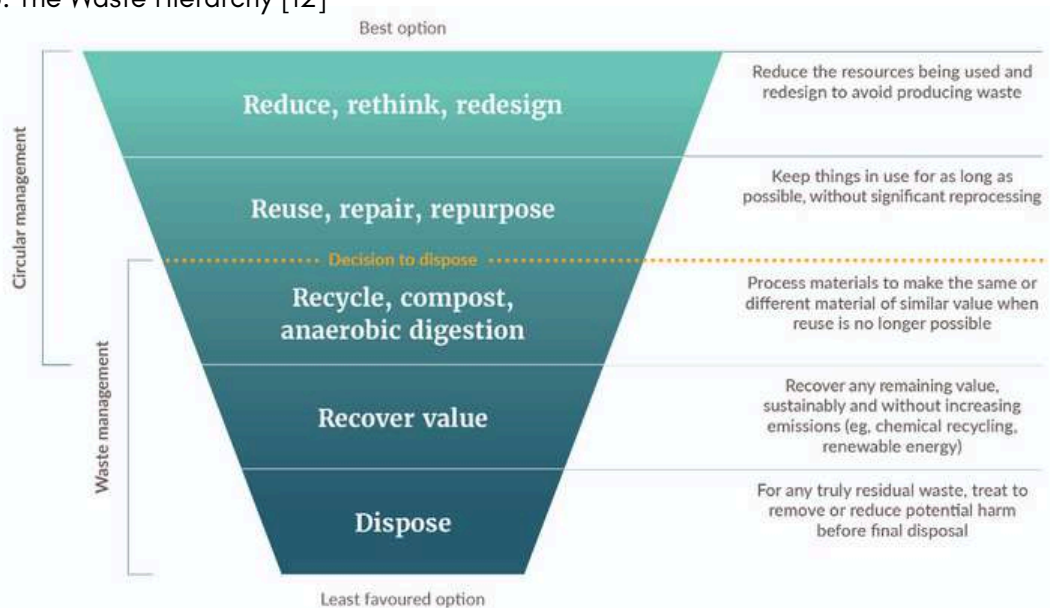 The Waste Hierarchy [12]
Best option
Reduce, rethink, redesign
Reduce the resources being used and
redesign to avoid producing waste
Reuse, repair, repurpose
Keep things in use for as long as
possible, without significant reprocessing
Circular management
Decision to dispose
Recycle, compost,
anaerobic digestion
Process materials to make the same or
different material of similar value when
reuse is no longer possible
Waste management
Recover value
Recover any remaining value,
sustainably and without increasing
emissions (eg, chemical recycling,
renewable energy)
Dispose
For any truly residual waste, treat to
remove or reduce potential harm
before final disposal
Least favoured option